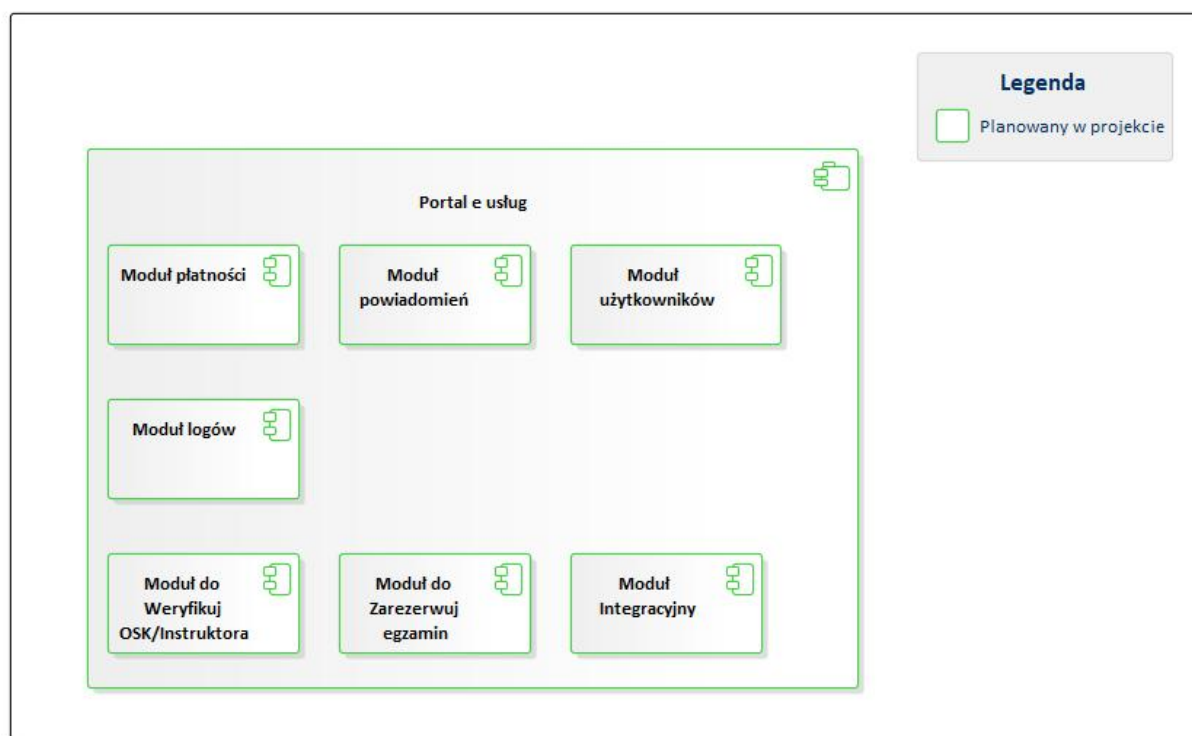 Legenda
Planowany w projekcie
Portal e usług
Moduł płatności
Moduł
powiadomień
Moduł
użytkowników
Moduł logów
Moduł do
Weryfikuj
OSK/Instruktora
Moduł do
Zarezerwuj
egzamin
Moduł
Integracyjny